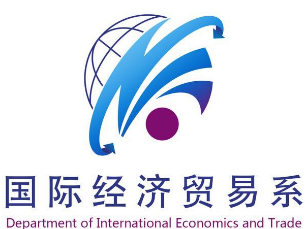 国际经济贸易系
Department of International Economics and Trade